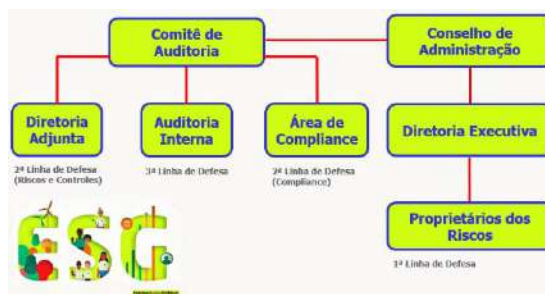 Comitê de
Auditoria
Conselho de
Administração
Diretoria
Adjunta
Auditoria
Interna
Área de
Compliance
Diretoria Executiva
2ª Linha de Defesa
(Riscos e Controles)
3ª Linha de Defesa
2ª Linha de Defesa
(Compliance)
Proprietários dos
Riscos
1ª Linha de Defesa
ESG